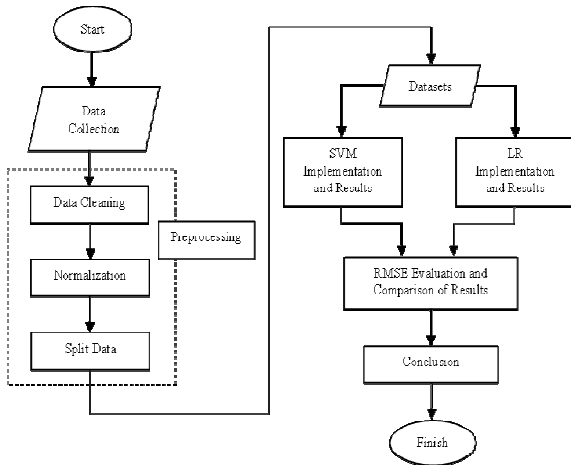 Start
Data
Collection
Data Cleaning
Preprocessing
Normalization
Split Data
Datasets
SVM
Implementation
and Results
LR
Implementation
and Results
RMSE Evaluation and
Comparison of Results
Conclusion
Finish